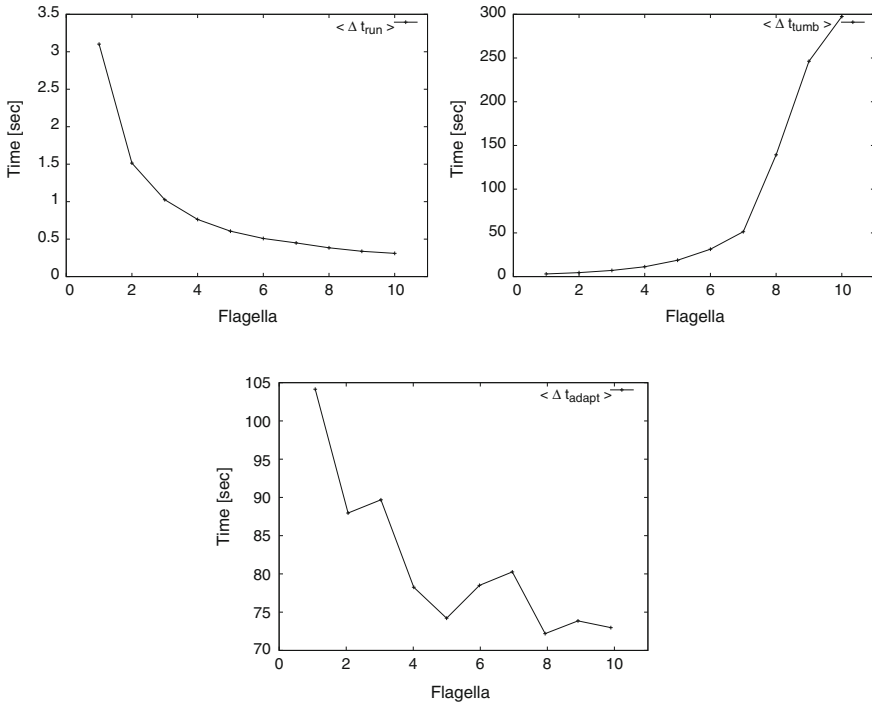 3.5
3
2.5
2
1.5
1
0.5
0
0 2 4 6 8 10
Time [sec]
Flagella
< Δ t_run >
300
250
200
150
100
50
0
0 2 4 6 8 10
Time [sec]
Flagella
< Δ t_tumb >
105
100
95
90
85
80
75
70
0 2 4 6 8 10
Time [sec]
Flagella
< Δ t_adapt >